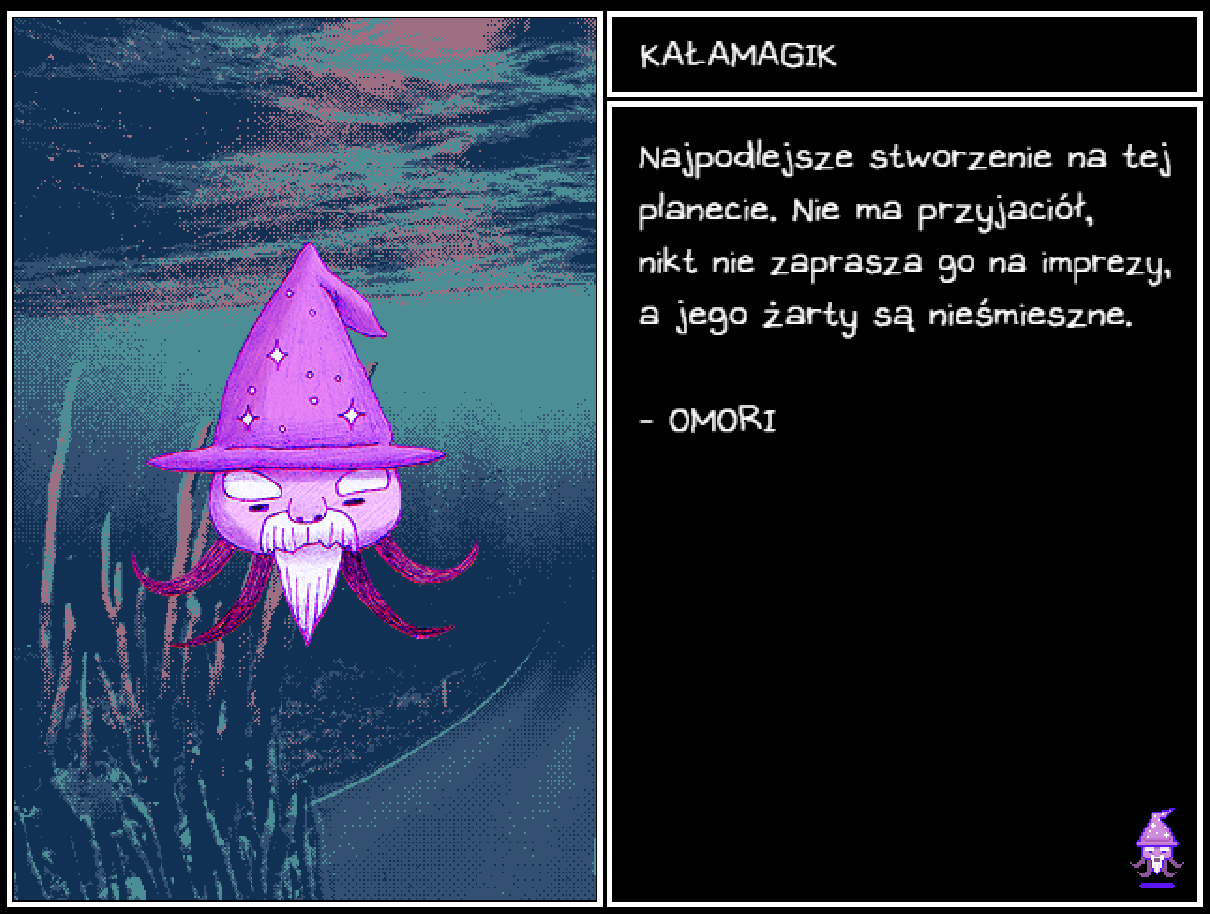 KAŁAMAGIK
Najpodlejsze stworzenie na tej
planecie. Nie ma przyjaciół,
nikt nie zaprasza go na imprezy,
a jego żarty są nieśmieszne.
- OMORI